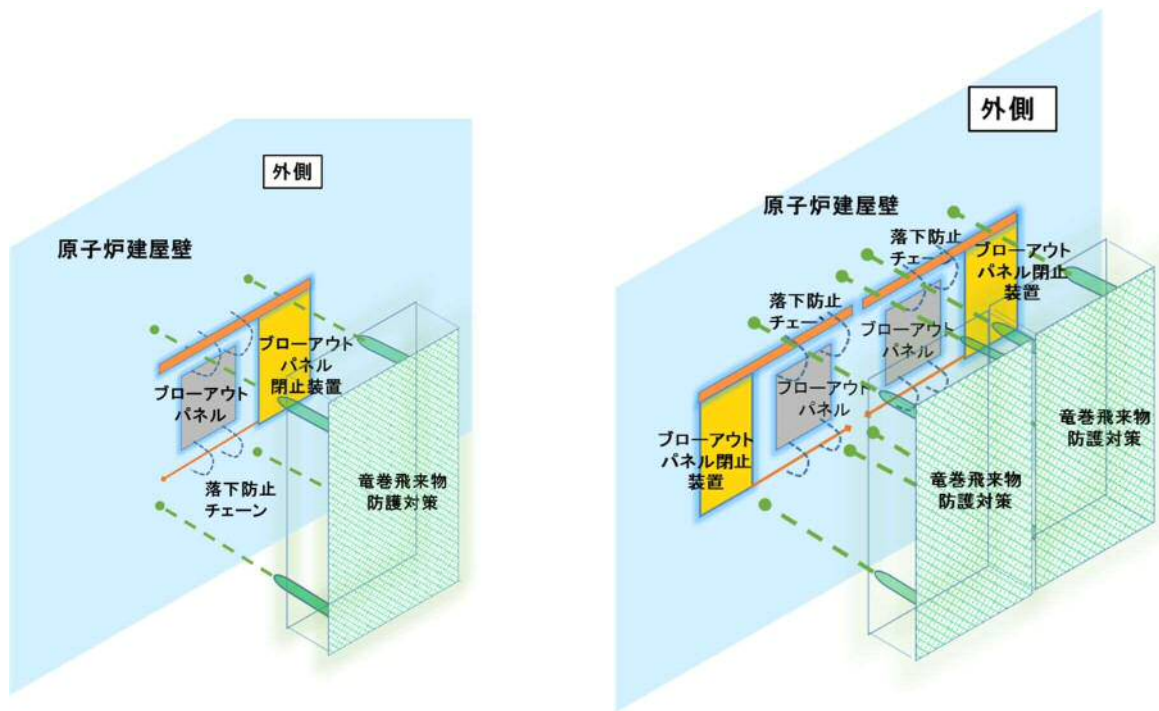 外側
原子炉建屋壁
ブローアウト
パネル
閉止装置
ブローアウト
パネル
竜巻飛来物
防護対策
落下防止
チェーン
外側
原子炉建屋壁
落下防止
チェーン
ブローアウト
パネル閉止
装置
落下防止
チェーン
ブローアウト
パネル
ブローアウト
パネル
ブローアウト
パネル閉止
装置
竜巻飛来物
防護対策
竜巻飛来物
防護対策